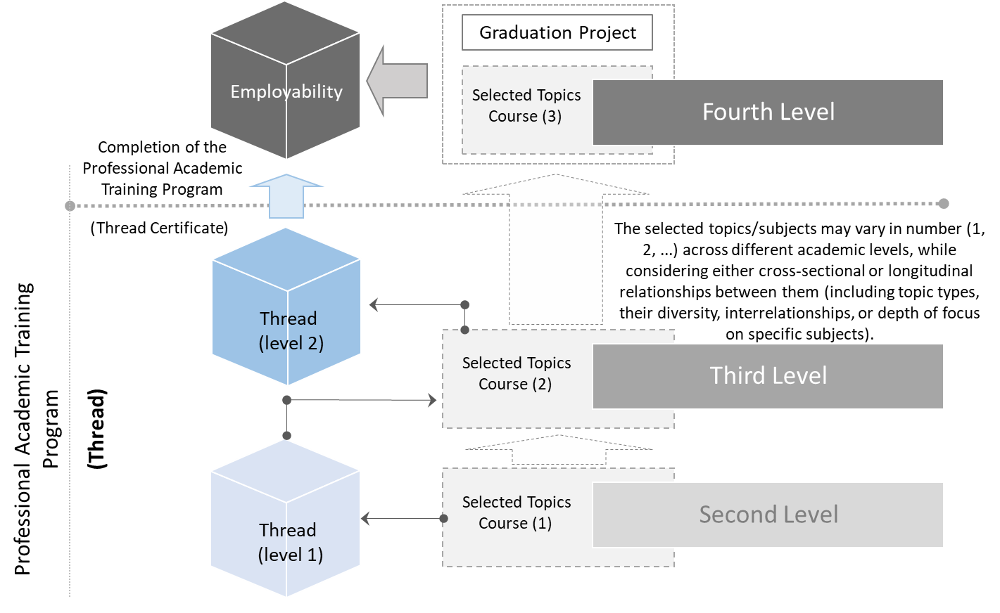 Graduation Project
Employability
Selected Topics
Course (3)
Fourth Level
Completion of the
Professional Academic
Training Program
(Thread Certificate)
The selected topics/subjects may vary in number (1,
2, ...) across different academic levels, while
considering either cross-sectional or longitudinal
relationships between them (including topic types,
their diversity, interrelationships, or depth of focus
on specific subjects).
Thread
(level 2)
Selected Topics
Course (2)
Third Level
Professional Academic Training
Program
(Thread)
Thread
(level 1)
Selected Topics
Course (1)
Second Level